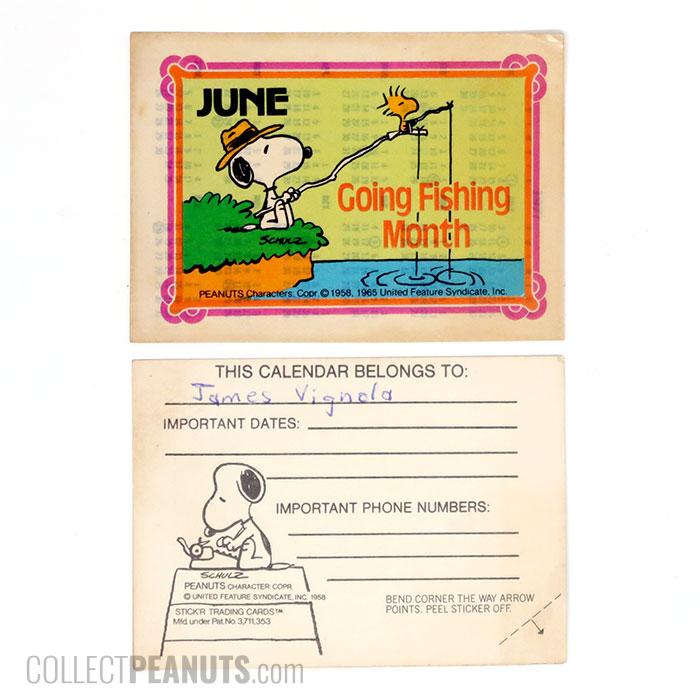 JUNE
Going Fishing
Month
SCHULZ
PEANUTS Characters: Copr. © 1958, 1965 United Feature Syndicate, Inc.
THIS CALENDAR BELONGS TO:
James Vignola
IMPORTANT DATES:
IMPORTANT PHONE NUMBERS:
SCHULZ
PEANUTS CHARACTER: COPR.
© UNITED FEATURE SYNDICATE, INC. 1958
STICK'R TRADING CARDS™
Mfd. under Pat. No. 3,711,353
BEND CORNER THE WAY ARROW
POINTS. PEEL STICKER OFF.
COLLECTPEANUTS.com